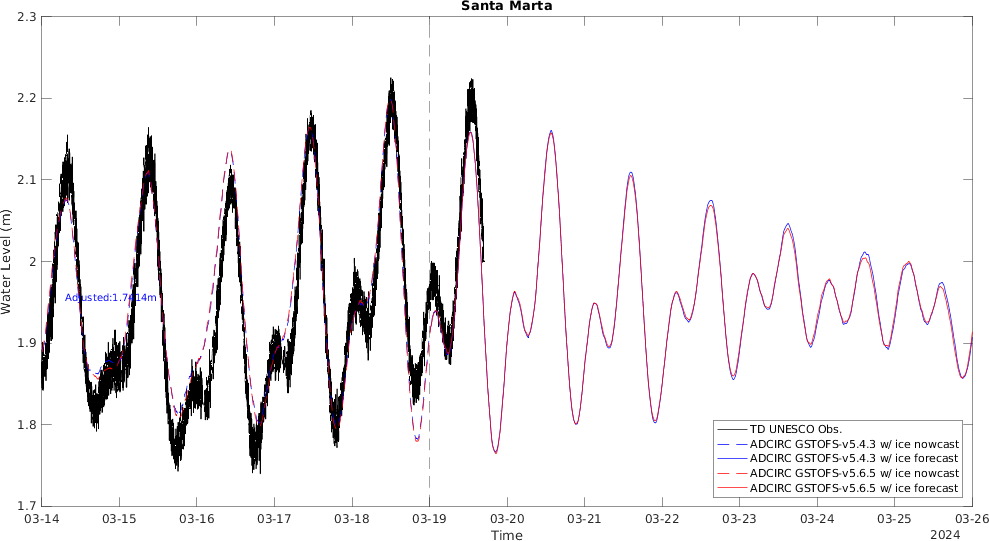 Santa Marta
2.3
2.2
2.1
2
1.9
1.8
1.7
Water Level (m)
Adjusted:1.7414m
TD UNESCO Obs.
ADCIRC GSTOFS-v5.4.3 w/ ice nowcast
ADCIRC GSTOFS-v5.4.3 w/ ice forecast
ADCIRC GSTOFS-v5.6.5 w/ ice nowcast
ADCIRC GSTOFS-v5.6.5 w/ ice forecast
03-14 03-15 03-16 03-17 03-18 03-19 03-20 03-21 03-22 03-23 03-24 03-25 03-26
Time
2024